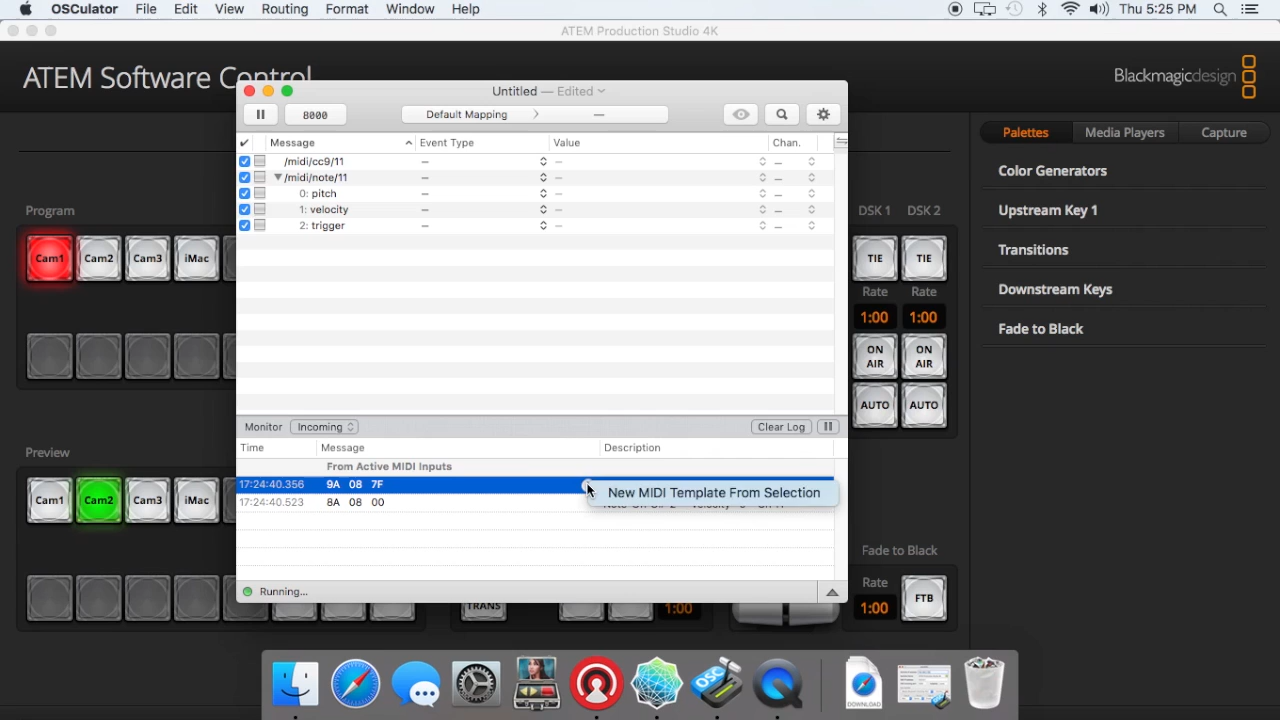 OSCulator File Edit View Routing Format Window Help Thu 5:25 PM
ATEM Production Studio 4K
ATEM Software Control
Blackmagicdesign
Untitled — Edited
8000 Default Mapping —
Palettes Media Players Capture
Message Event Type Value Chan.
/midi/cc9/11 – – –
/midi/note/11 – – –
0: pitch – – –
1: velocity – – –
2: trigger – – –
Color Generators
Upstream Key 1
Transitions
Downstream Keys
Fade to Black
Program
Cam1 Cam2 Cam3 iMac
DSK 1 DSK 2
TIE TIE
Rate Rate
1:00 1:00
ON AIR ON AIR
AUTO AUTO
Monitor Incoming Clear Log
Time Message Description
From Active MIDI Inputs
17:24:40.356 9A 08 7F
New MIDI Template From Selection
17:24:40.523 8A 08 00
Running...
Preview
Cam1 Cam2 Cam3 iMac
Fade to Black
Rate
TRANS 1:00 1:00 FTB
OSC
DOWNLOAD